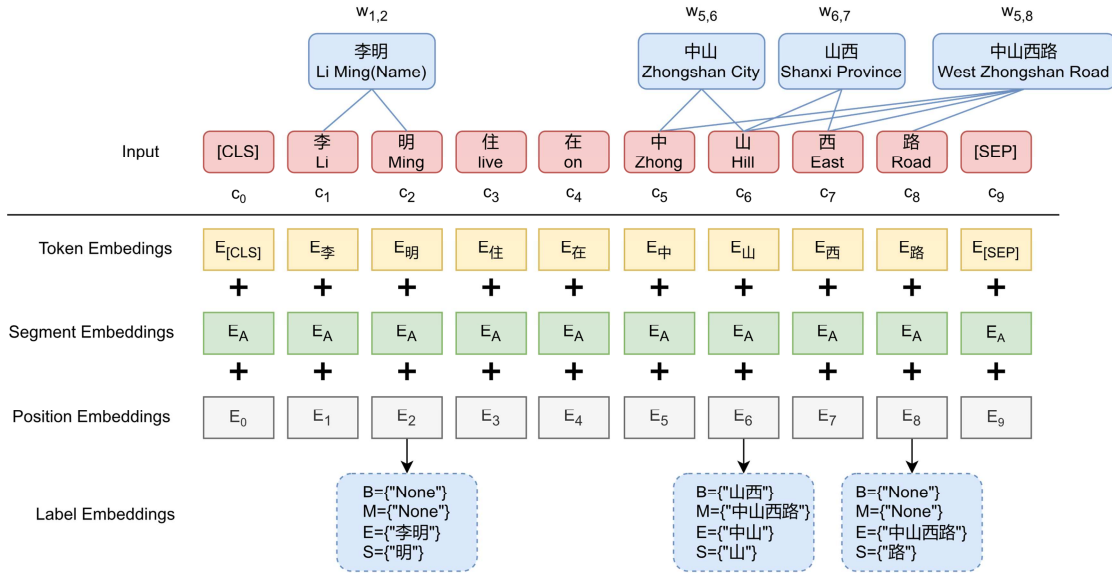 w1,2 w5,6 w6,7 w5,8
李明 中山 山西 中山西路
Li Ming(Name) Zhongshan City Shanxi Province West Zhongshan Road
Input [CLS] 李 明 住 在 中 山 西 路 [SEP]
Li Ming live on Zhong Hill East Road
c0 c1 c2 c3 c4 c5 c6 c7 c8 c9
Token Embedings E[CLS] E李 E明 E住 E在 E中 E山 E西 E路 E[SEP]
+ + + + + + + + + +
Segment Embeddings EA EA EA EA EA EA EA EA EA EA
+ + + + + + + + + +
Position Embeddings E0 E1 E2 E3 E4 E5 E6 E7 E8 E9
Label Embeddings
B={"None"}
M={"None"}
E={"李明"}
S={"明"}
B={"山西"}
M={"中山西路"}
E={"中山"}
S={"山"}
B={"None"}
M={"None"}
E={"中山西路"}
S={"路"}